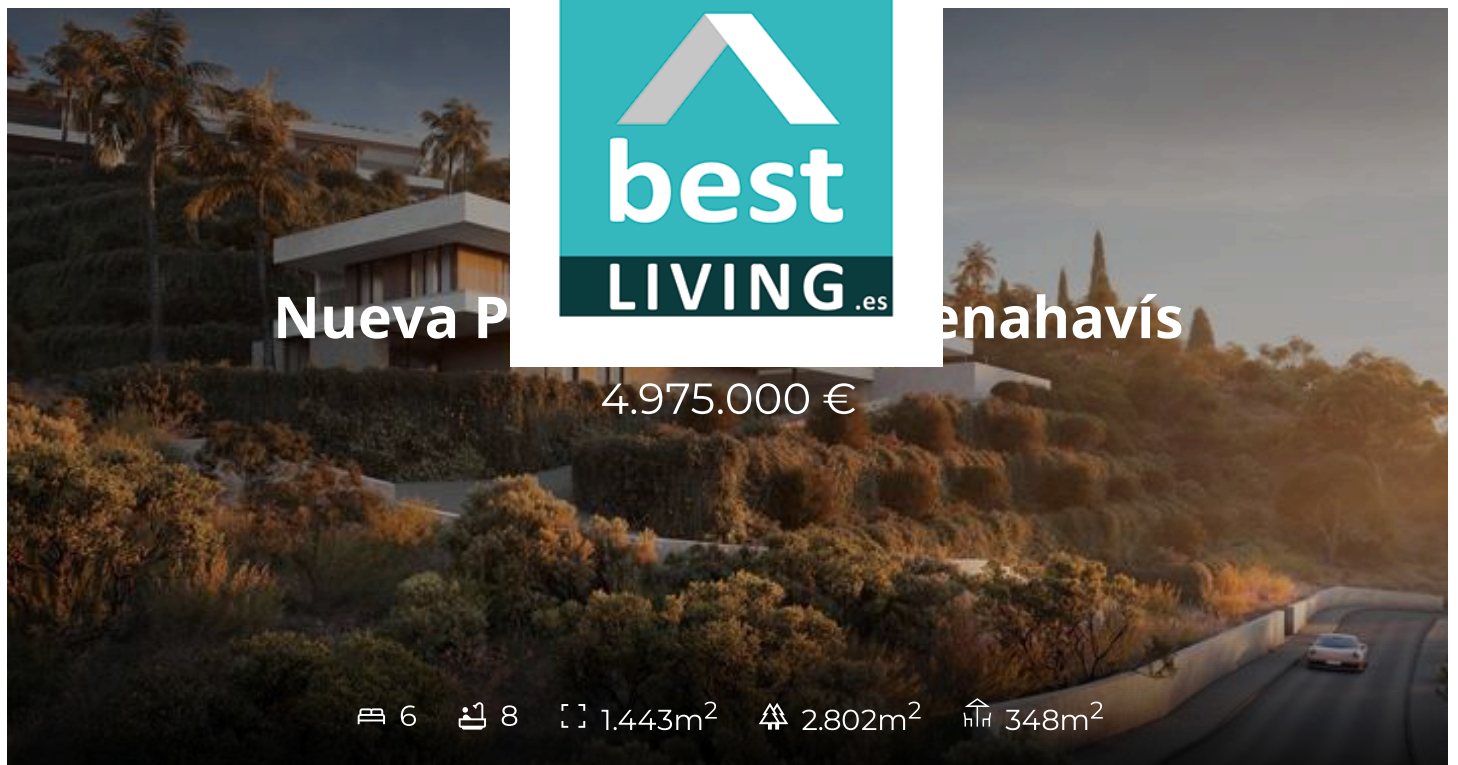 best
LIVING.es
Nueva P enahavís
4.975.000 €
6 8 1.443m² 2.802m² 348m²